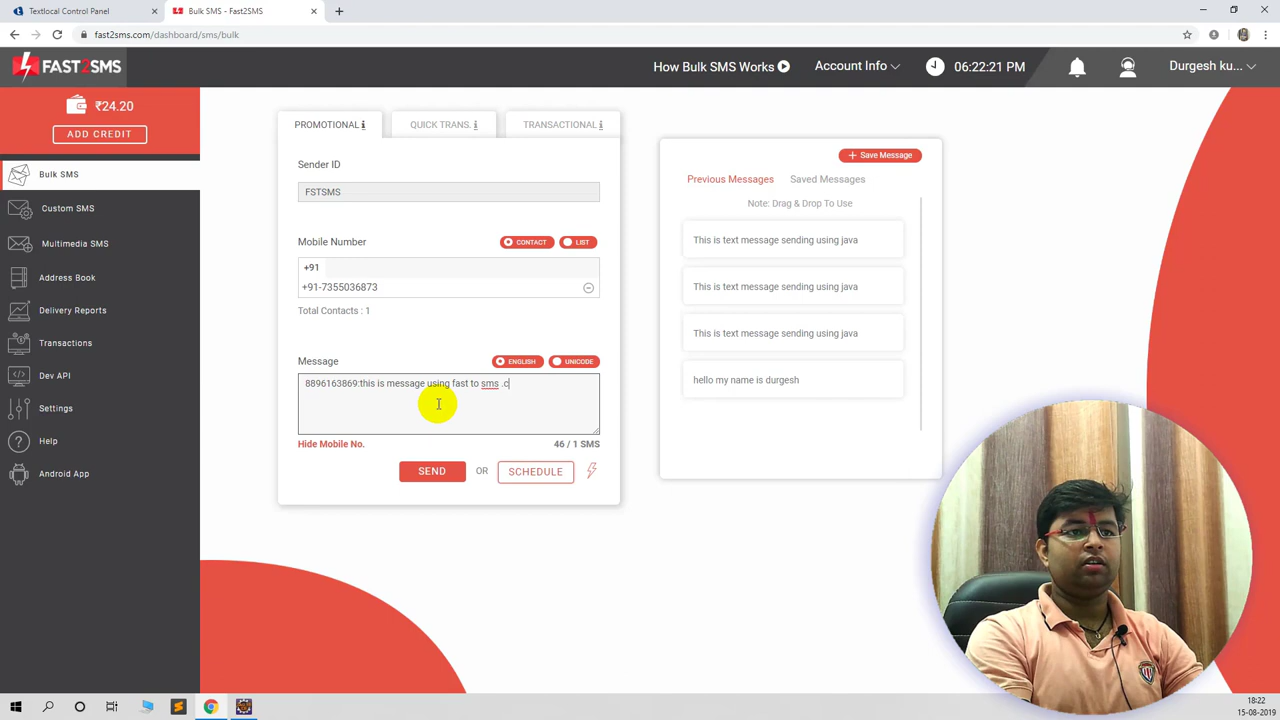 Textlocal Control Panel
Bulk SMS - Fast2SMS
fast2sms.com/dashboard/sms/bulk
FAST2SMS
How Bulk SMS Works
Account Info
06:22:21 PM
Durgesh ku...
₹24.20
ADD CREDIT
Bulk SMS
Custom SMS
Multimedia SMS
Address Book
Delivery Reports
Transactions
Dev API
Settings
Help
Android App
PROMOTIONAL
QUICK TRANS.
TRANSACTIONAL
Sender ID
FSTSMS
Mobile Number
CONTACT
LIST
+91
+91-7355036873
Total Contacts : 1
Message
ENGLISH
UNICODE
8896163869:this is message using fast to sms .c
Hide Mobile No.
46 / 1 SMS
SEND
OR
SCHEDULE
+ Save Message
Previous Messages
Saved Messages
Note: Drag & Drop To Use
This is text message sending using java
This is text message sending using java
This is text message sending using java
hello my name is durgesh
18:22
15-08-2019